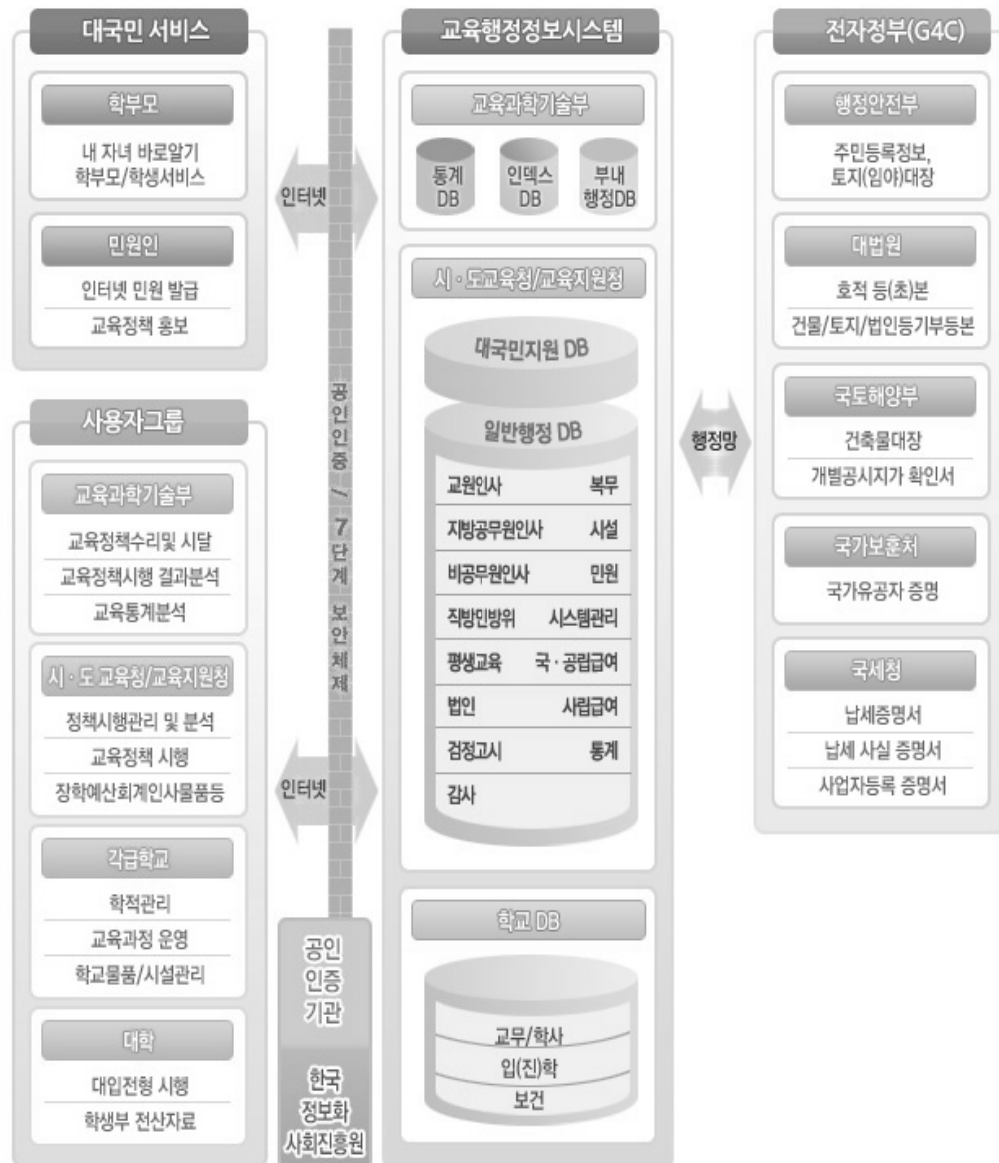 대국민 서비스
학부모
내 자녀 바로알기
학부모/학생서비스
민원인
인터넷 민원 발급
교육정책 홍보
사용자그룹
교육과학기술부
교육정책수리및 시달
교육정책시행 결과분석
교육통계분석
시·도 교육청/교육지원청
정책시행관리 및 분석
교육정책 시행
장학예산회계인사물품등
각급학교
학적관리
교육과정 운영
학교물품/시설관리
대학
대입전형 시행
학생부 전산자료
인터넷
공인인증 / 7단계 보안체제
인터넷
공인
인증
기관
한국
정보화
사회진흥원
교육행정정보시스템
교육과학기술부
통계
DB
인덱스
DB
부내
행정DB
시·도교육청/교육지원청
대국민지원 DB
일반행정 DB
교원인사 복무
지방공무원인사 시설
비공무원인사 민원
직방민방위 시스템관리
평생교육 국·공립급여
법인 사립급여
검정고시 통계
감사
학교 DB
교무/학사
입(진)학
보건
행정망
전자정부(G4C)
행정안전부
주민등록정보,
토지(임야)대장
대법원
호적 등(초)본
건물/토지/법인등기부등본
국토해양부
건축물대장
개별공시지가 확인서
국가보훈처
국가유공자 증명
국세청
납세증명서
납세 사실 증명서
사업자등록 증명서